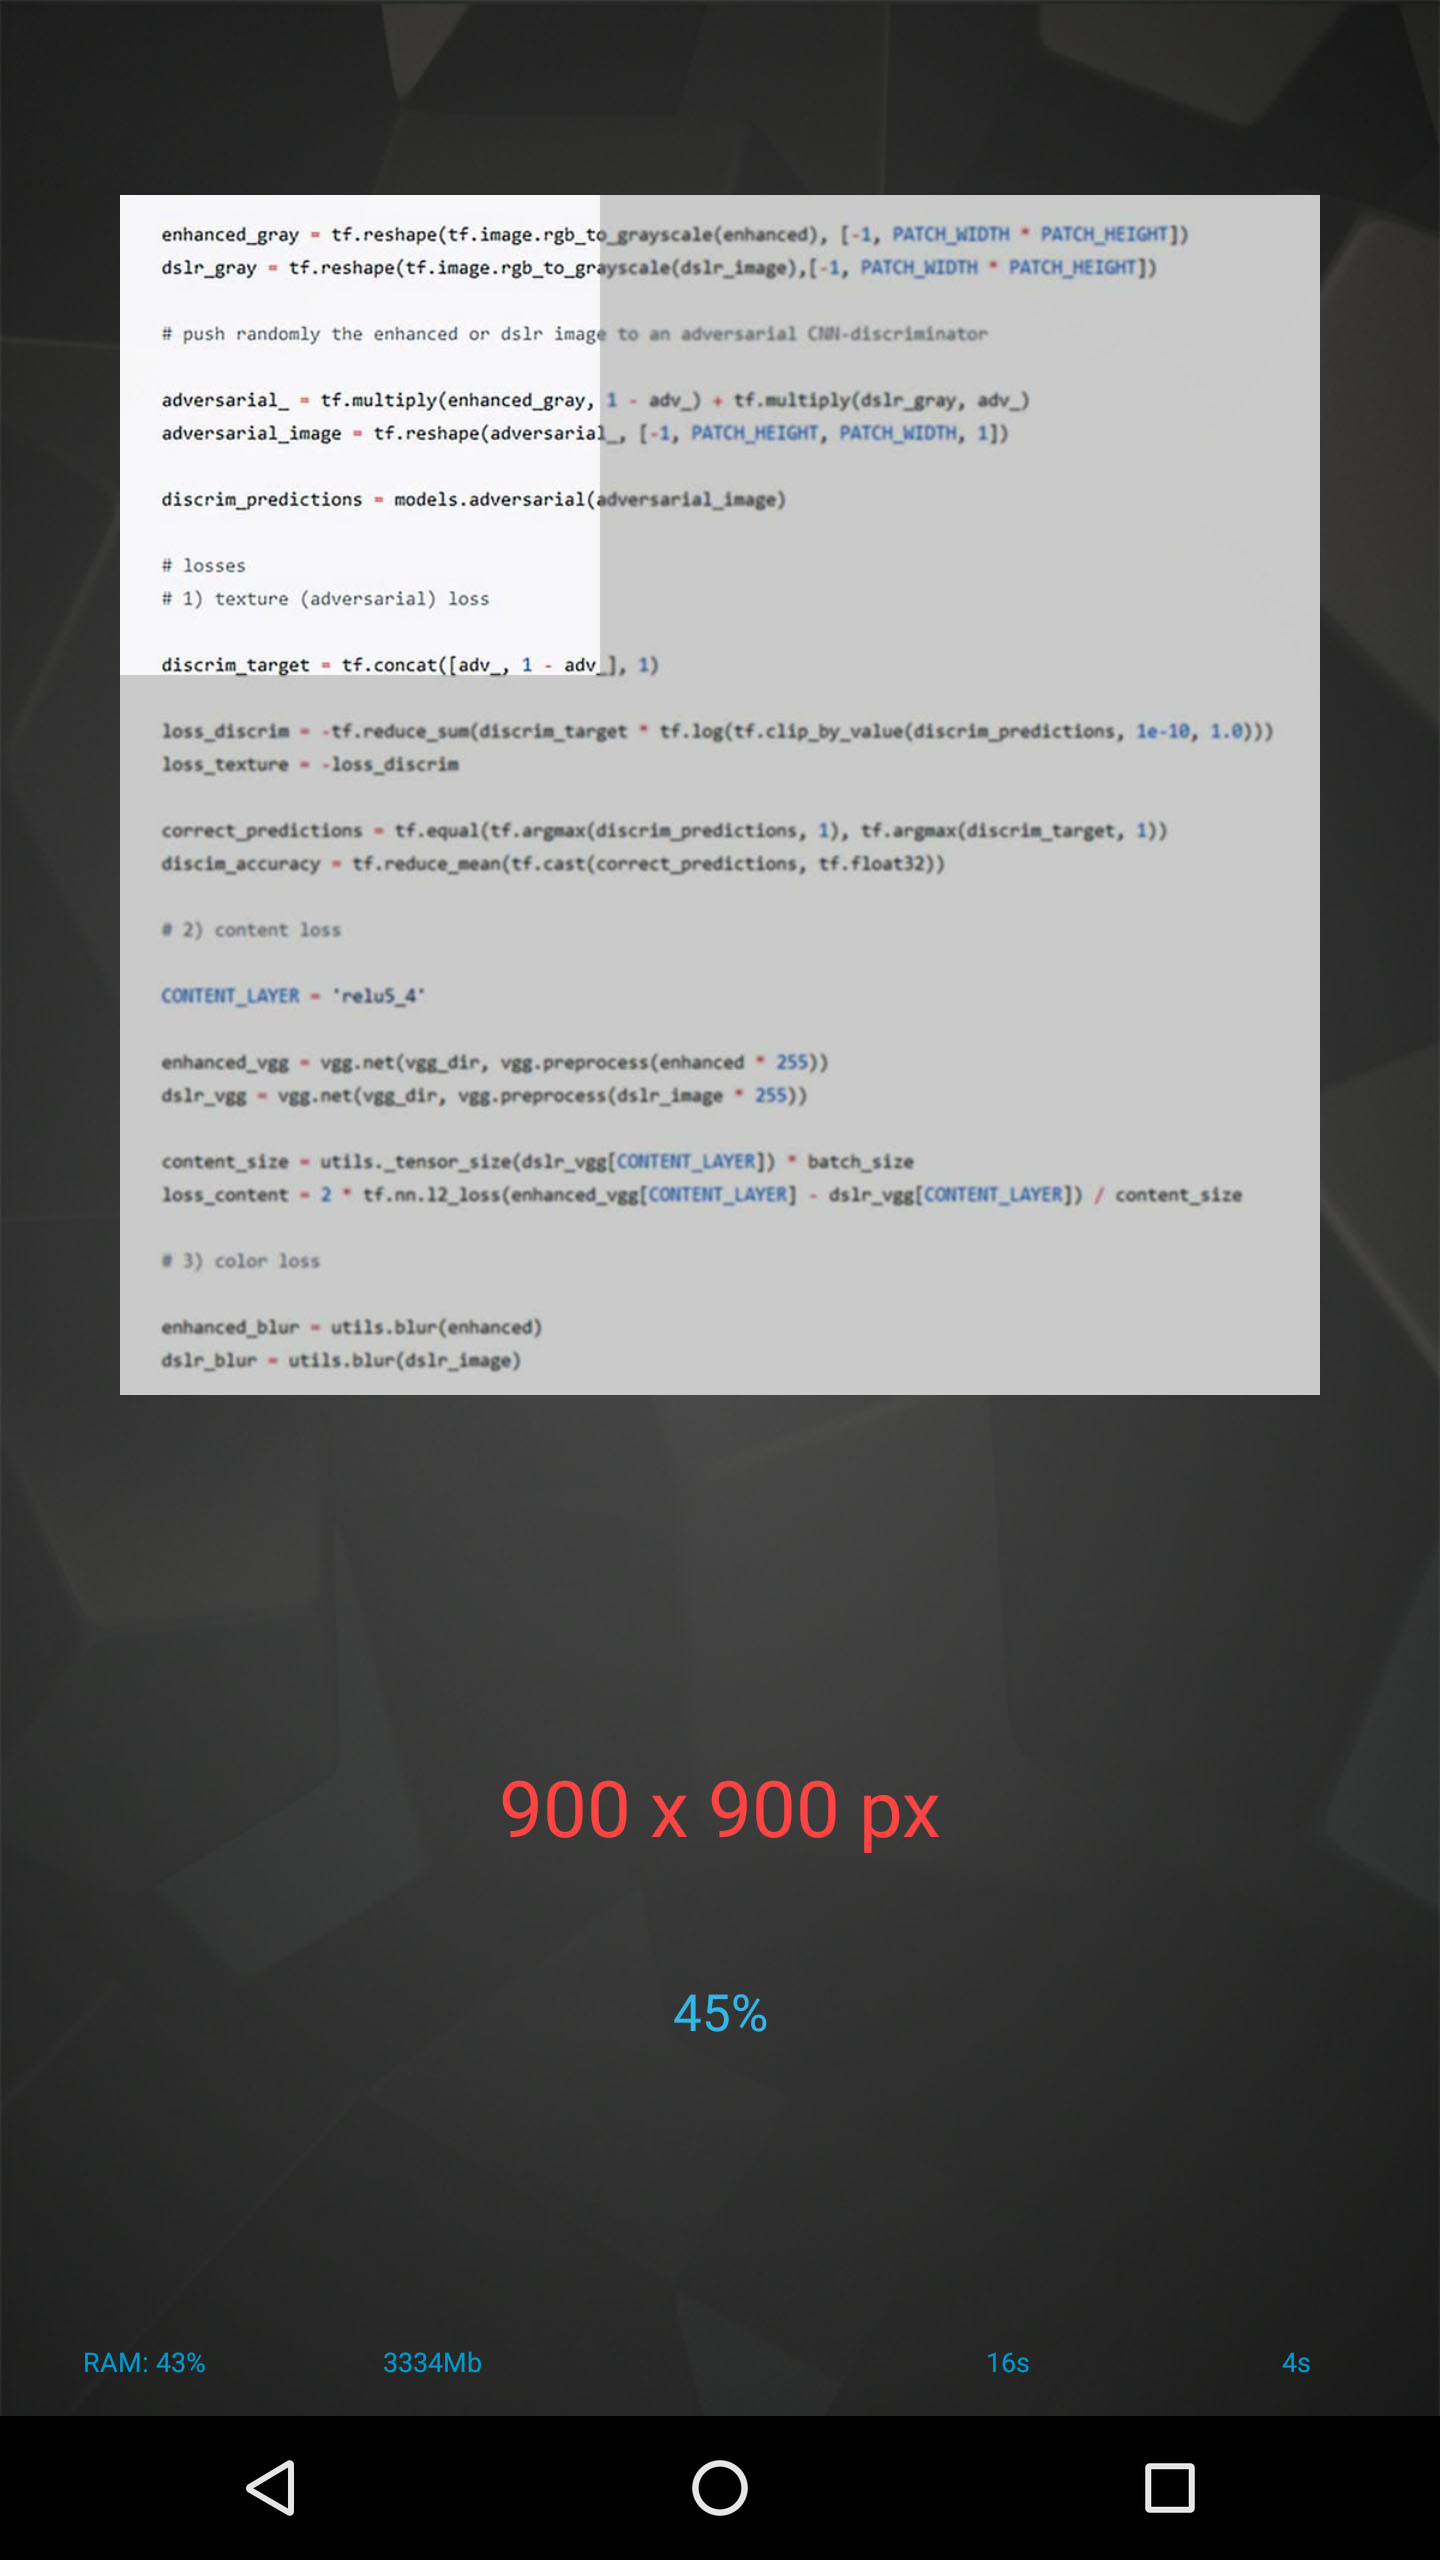 enhanced_gray = tf.reshape(tf.image.rgb_to_grayscale(enhanced), [-1, PATCH_WIDTH * PATCH_HEIGHT])
dslr_gray = tf.reshape(tf.image.rgb_to_grayscale(dslr_image),[-1, PATCH_WIDTH * PATCH_HEIGHT])
# push randomly the enhanced or dslr image to an adversarial CNN-discriminator
adversarial_ = tf.multiply(enhanced_gray, 1 - adv_) + tf.multiply(dslr_gray, adv_)
adversarial_image = tf.reshape(adversarial_, [-1, PATCH_HEIGHT, PATCH_WIDTH, 1])
discrim_predictions = models.adversarial(adversarial_image)
# losses
# 1) texture (adversarial) loss
discrim_target = tf.concat([adv_, 1 - adv_], 1)
loss_discrim = -tf.reduce_sum(discrim_target * tf.log(tf.clip_by_value(discrim_predictions, 1e-10, 1.0)))
loss_texture = -loss_discrim
correct_predictions = tf.equal(tf.argmax(discrim_predictions, 1), tf.argmax(discrim_target, 1))
discim_accuracy = tf.reduce_mean(tf.cast(correct_predictions, tf.float32))
# 2) content loss
CONTENT_LAYER = 'relu5_4'
enhanced_vgg = vgg.net(vgg_dir, vgg.preprocess(enhanced * 255))
dslr_vgg = vgg.net(vgg_dir, vgg.preprocess(dslr_image * 255))
content_size = utils._tensor_size(dslr_vgg[CONTENT_LAYER]) * batch_size
loss_content = 2 * tf.nn.l2_loss(enhanced_vgg[CONTENT_LAYER] - dslr_vgg[CONTENT_LAYER]) / content_size
# 3) color loss
enhanced_blur = utils.blur(enhanced)
dslr_blur = utils.blur(dslr_image)
900 x 900 px
45%
RAM: 43% 3334Mb 16s 4s